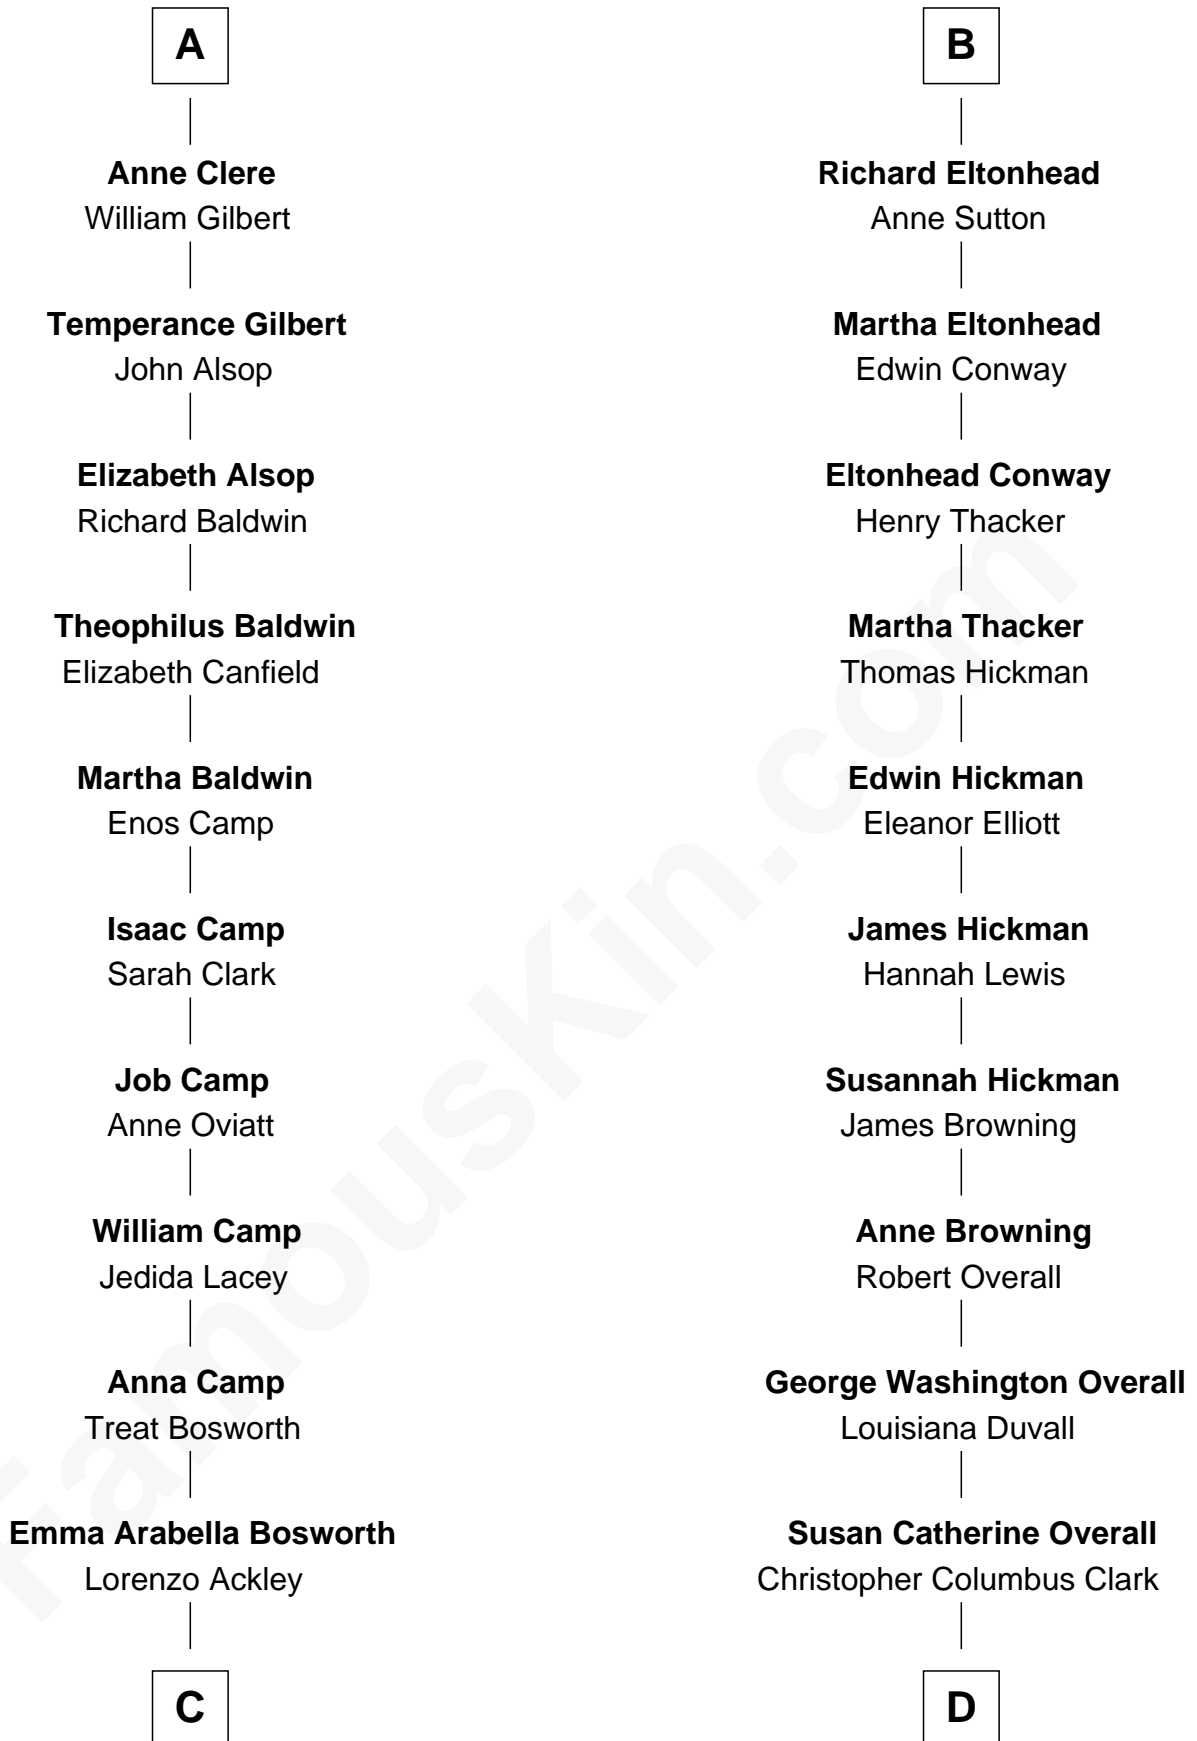 A
Anne Clere
William Gilbert
Temperance Gilbert
John Alsop
Elizabeth Alsop
Richard Baldwin
Theophilus Baldwin
Elizabeth Canfield
Martha Baldwin
Enos Camp
Isaac Camp
Sarah Clark
Job Camp
Anne Oviatt
William Camp
Jedida Lacey
Anna Camp
Treat Bosworth
Emma Arabella Bosworth
Lorenzo Ackley
C
B
Richard Eltonhead
Anne Sutton
Martha Eltonhead
Edwin Conway
Eltonhead Conway
Henry Thacker
Martha Thacker
Thomas Hickman
Edwin Hickman
Eleanor Elliott
James Hickman
Hannah Lewis
Susannah Hickman
James Browning
Anne Browning
Robert Overall
George Washington Overall
Louisiana Duvall
Susan Catherine Overall
Christopher Columbus Clark
D
FamousKin.com